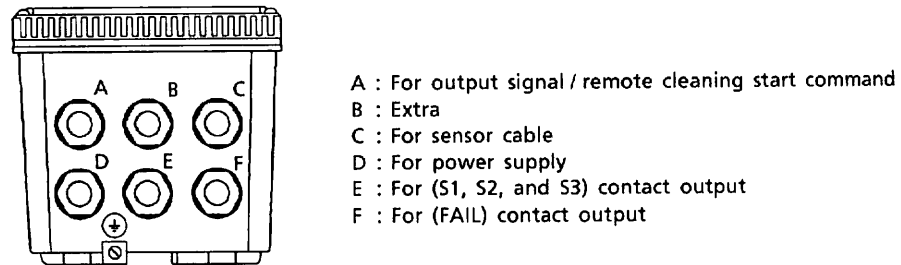 A B C
D E F
A : For output signal / remote cleaning start command
B : Extra
C : For sensor cable
D : For power supply
E : For (S1, S2, and S3) contact output
F : For (FAIL) contact output